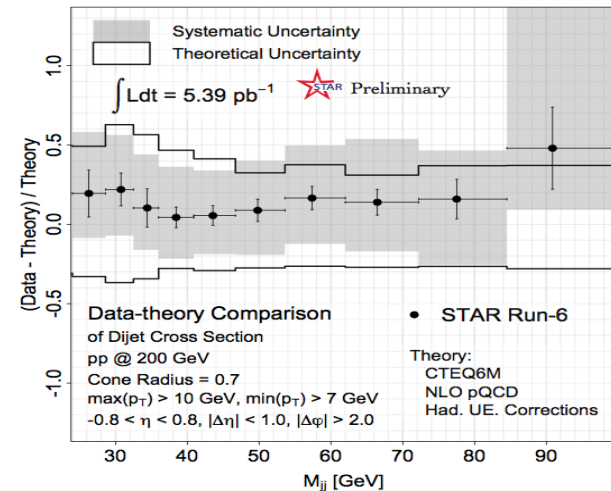 Systematic Uncertainty
Theoretical Uncertainty
∫Ldt = 5.39 pb⁻¹
STAR Preliminary
(Data - Theory) / Theory
1.0
0.5
0.0
-0.5
-1.0
Data-theory Comparison
of Dijet Cross Section
pp @ 200 GeV
Cone Radius = 0.7
max(pT) > 10 GeV, min(pT) > 7 GeV
-0.8 < η < 0.8, |Δη| < 1.0, |Δφ| > 2.0
STAR Run-6
Theory:
CTEQ6M
NLO pQCD
Had. UE. Corrections
30 40 50 60 70 80 90
Mjj [GeV]